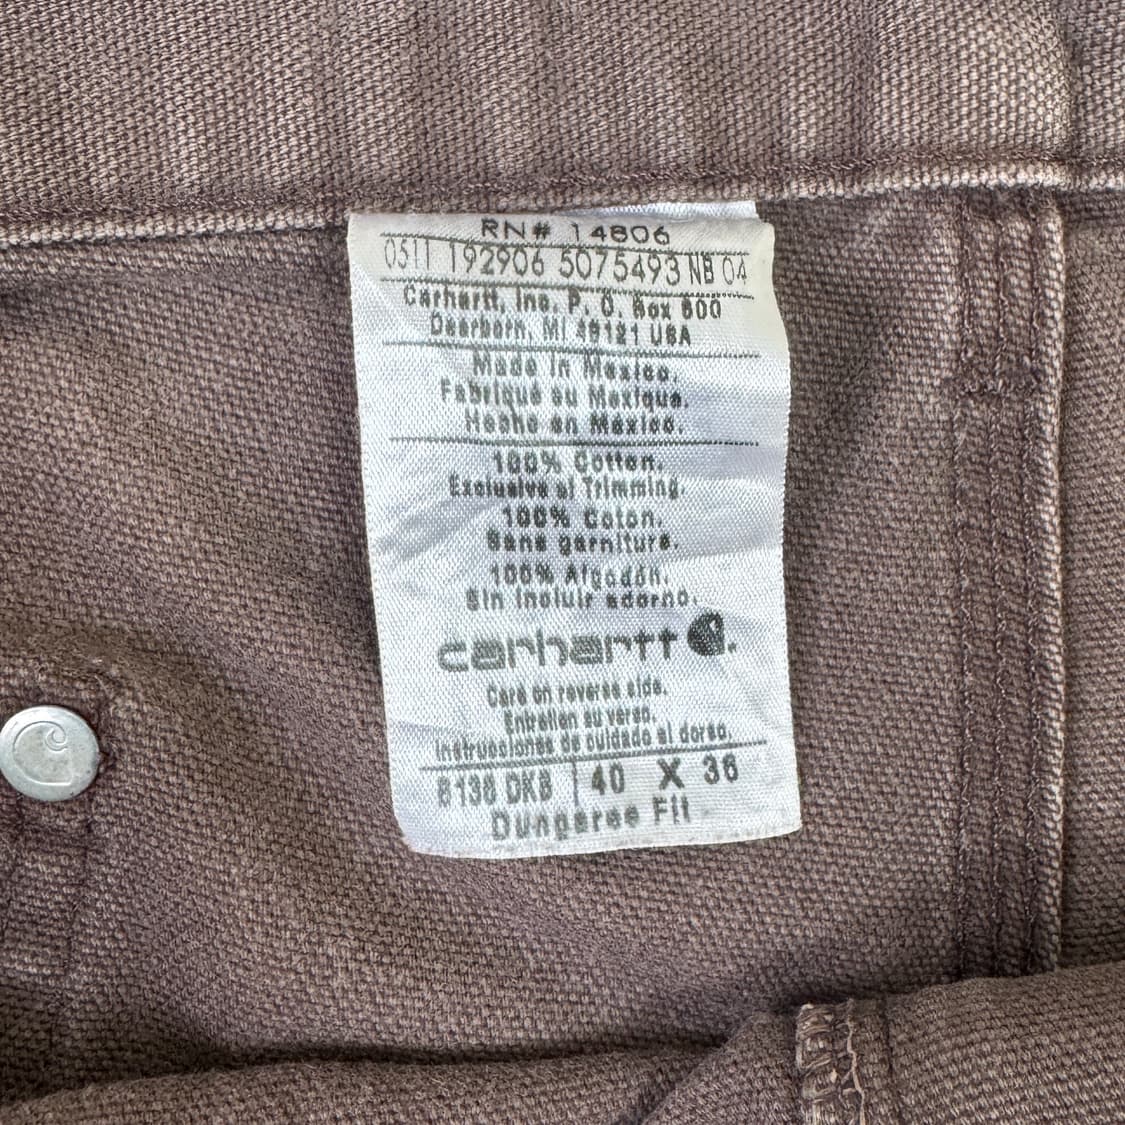 RN# 14806
0511 192906 5075493 NB 04
Carhartt, Inc. P. O. Box 600
Dearborn, MI 48121 USA
Made in Mexico.
Fabriqué au Mexique.
Hecho en México.
100% Cotton.
Exclusive of Trimming.
100% Coton.
Sans garniture.
100% Algodón.
Sin incluir adorno.
carhartt
Care on reverse side.
Entretien au verso.
Instrucciones de cuidado al dorso.
B136 DKB 40 X 36
Dungaree Fit